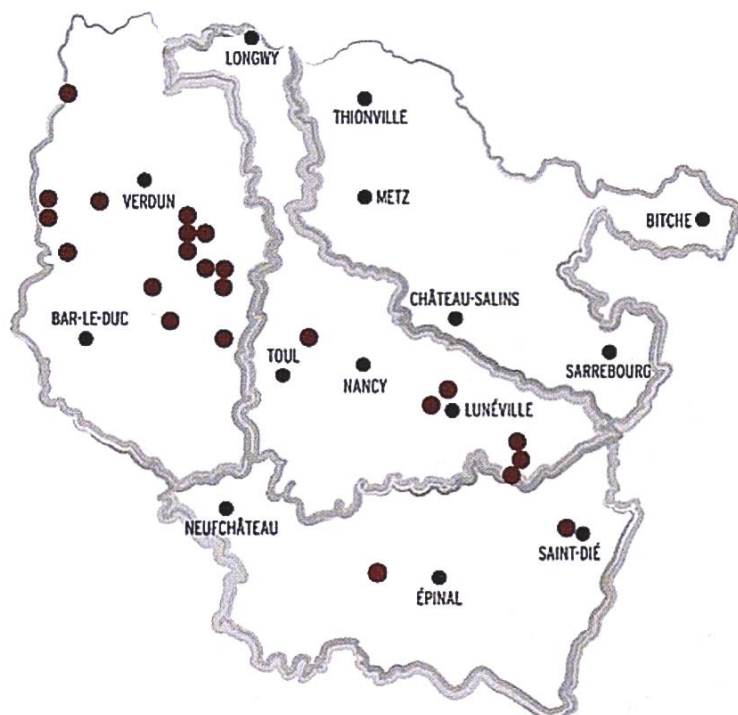 LONGWY
THIONVILLE
VERDUN
METZ
BITCHE
CHÂTEAU-SALINS
BAR-LE-DUC
TOUL
NANCY
SARREBOURG
LUNÉVILLE
NEUFCHÂTEAU
SAINT-DIÉ
ÉPINAL